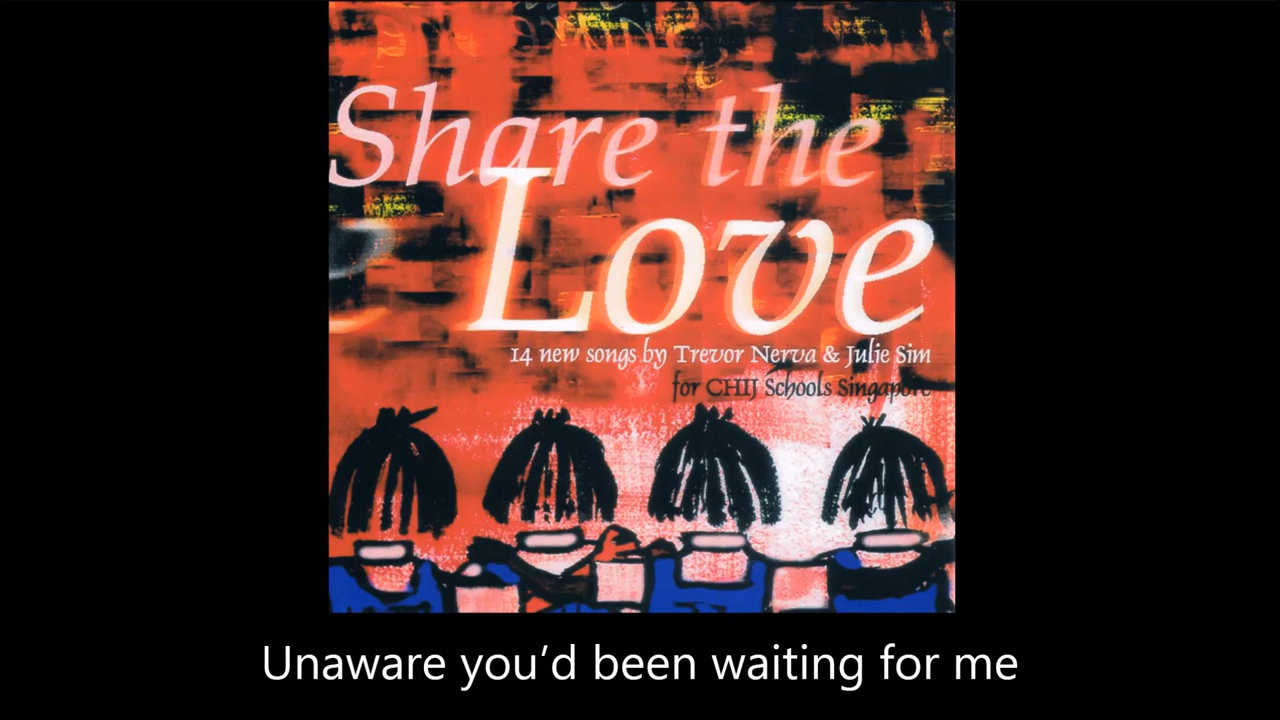 Share the
Love
14 new songs by Trevor Nerva & Julie Sim
for CHIJ Schools Singapore
Unaware you’d been waiting for me